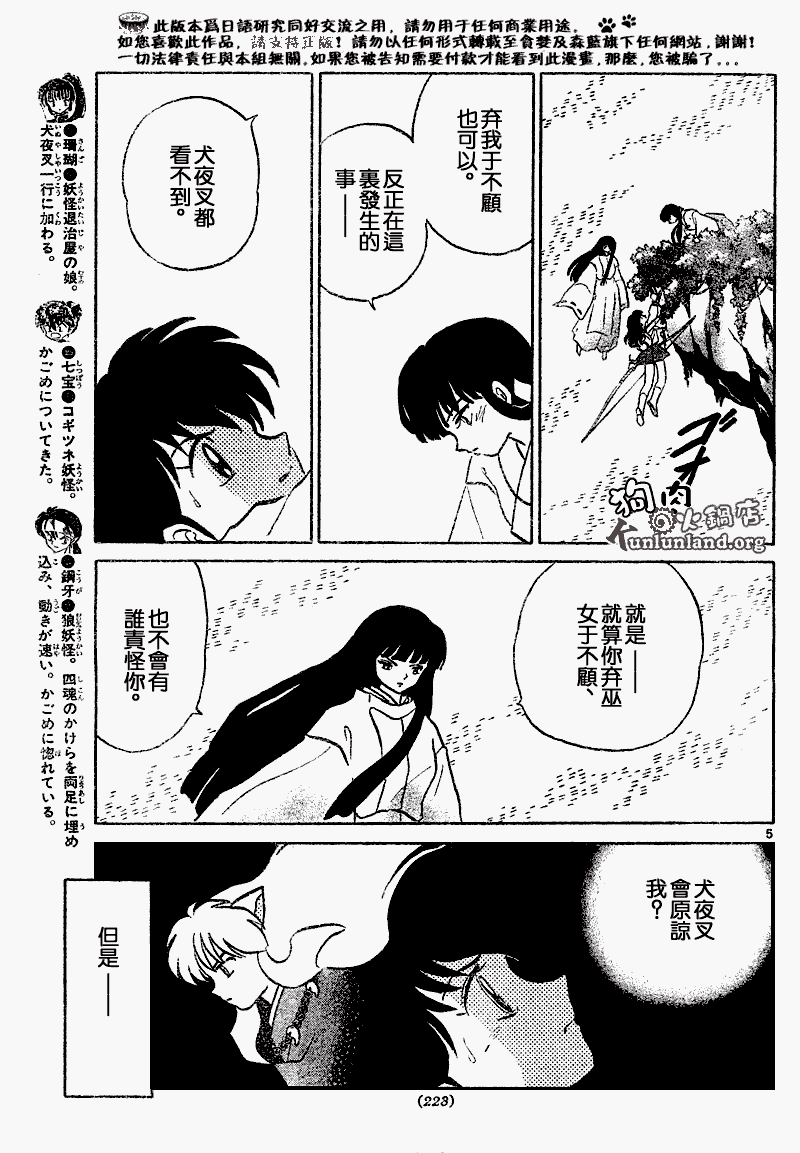 此版本爲日語研究同好交流之用，請勿用于任何商業用途。
如您喜歡此作品，請支持正版！請勿以任何形式轉載至貪婪及森藍旗下任何網站，謝謝！
一切法律責任與本組無關，如果您被告知需要付款才能看到此漫畫，那麼，您被騙了...
弃我于不顧
也可以。
反正在這
裏發生的
事——
犬夜叉都
看不到。
●珊瑚●妖怪退治屋の娘。
犬夜叉一行に加わる。
●七宝●コギツネ妖怪。
かごめについてきた。
●鋼牙●狼妖怪。四魂のかけらを両足に埋め
込み、動きが速い。かごめに惚れている。
狗肉
火鍋店
Kunlunland.org
就是——
就算你弃巫
女于不顧、
也不會有
誰責怪你。
5
犬夜叉
會原諒
我？
但是——
(223)